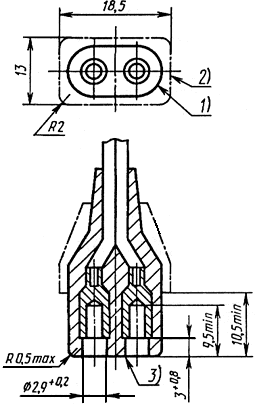 18,5
13
2)
1)
R2
R0,5max
3)
Ø2,9+0,2
3+0,8
9,5min
10,5min